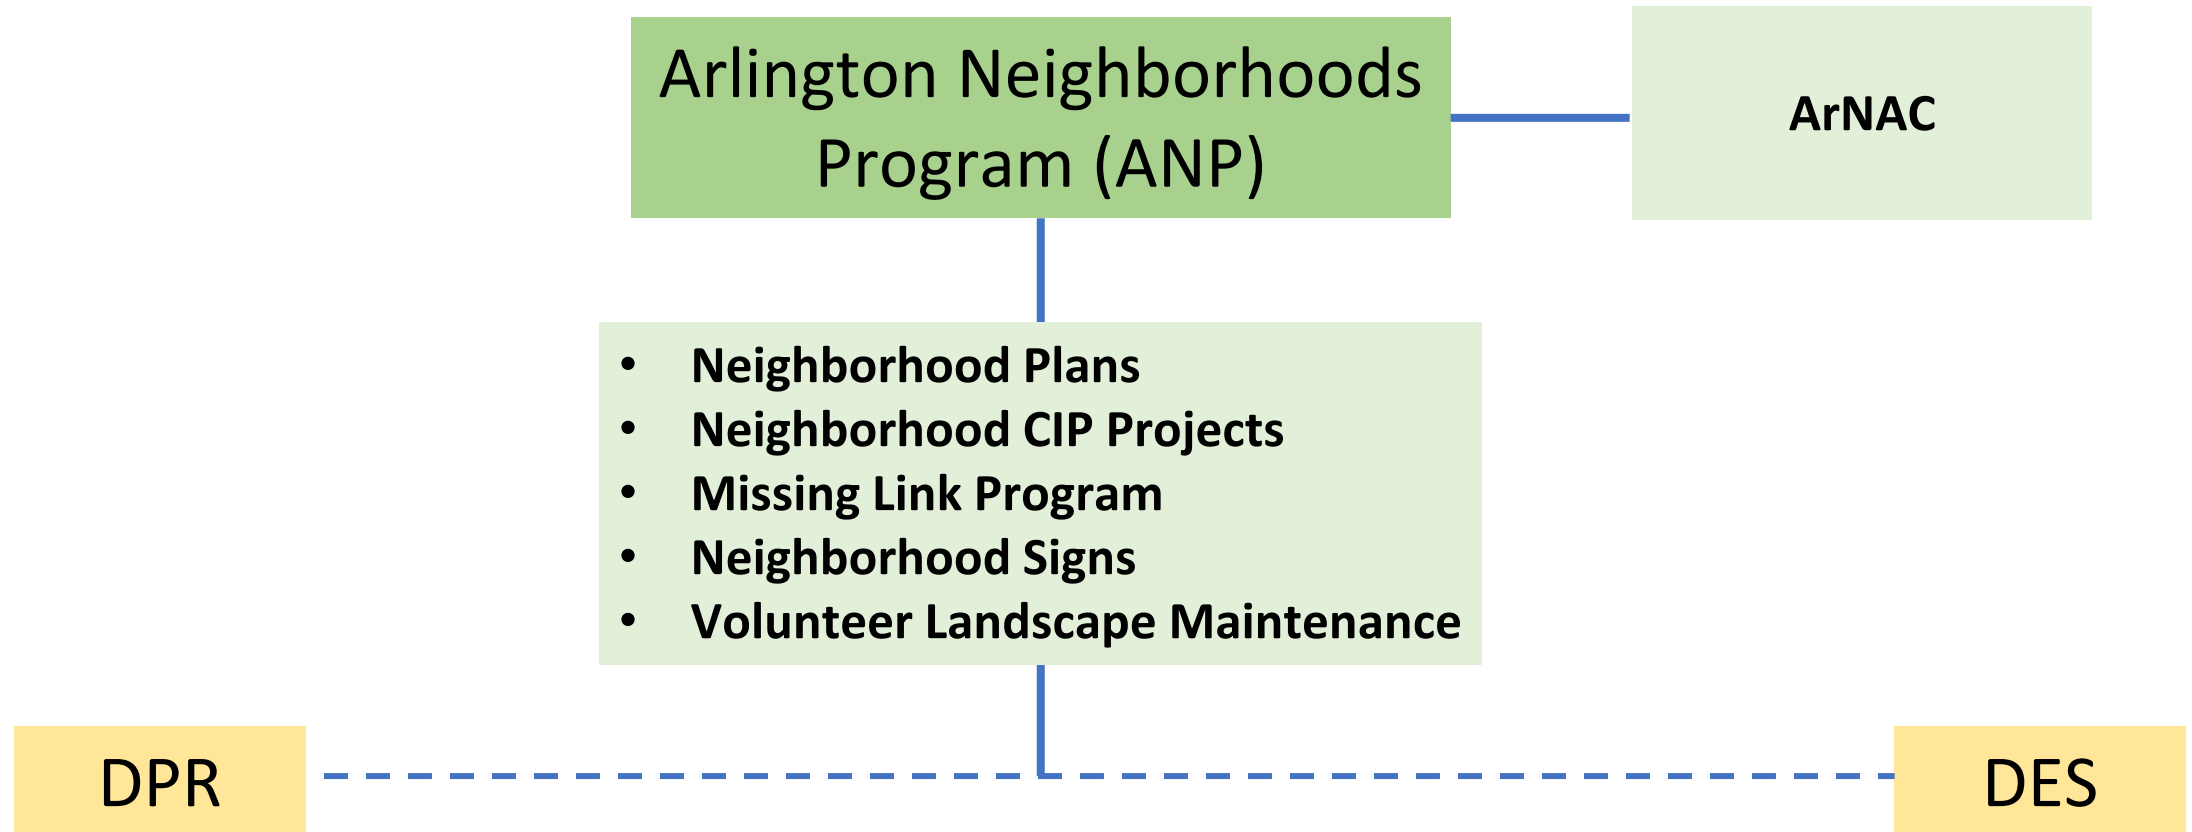 Arlington Neighborhoods
Program (ANP)
ArNAC
• Neighborhood Plans
• Neighborhood CIP Projects
• Missing Link Program
• Neighborhood Signs
• Volunteer Landscape Maintenance
DPR
DES